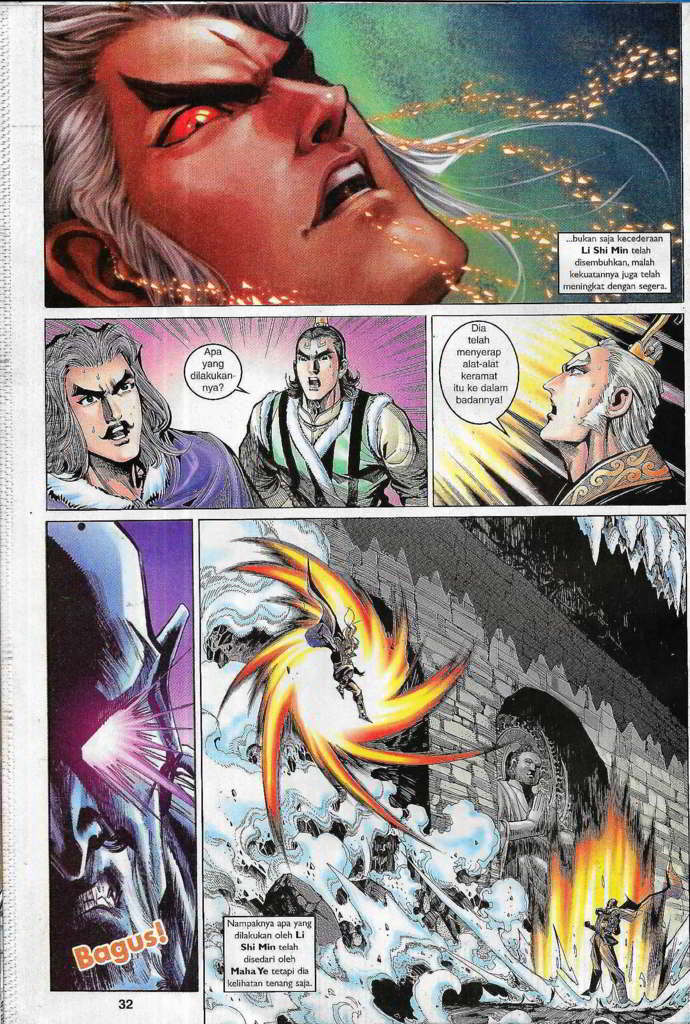 ...bukan saja kecederaan
Li Shi Min telah
disembuhkan, malah
kekuatannya juga telah
meningkat dengan segera.
Apa
yang
dilakukan-
nya?
Dia
telah
menyerap
alat-alat
keramat
itu ke dalam
badannya!
Bagus!
Nampaknya apa yang
dilakukan oleh Li
Shi Min telah
disedari oleh
Maha Ye tetapi dia
kelihatan tenang saja.
32